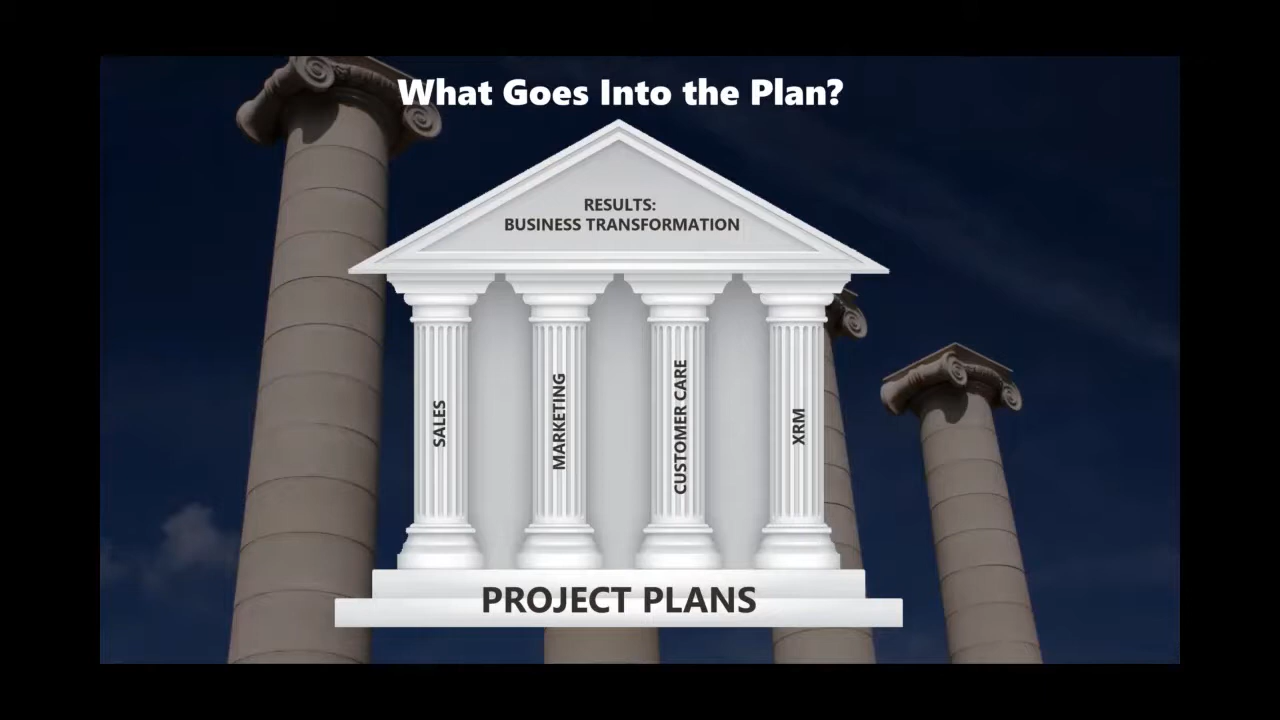 What Goes Into the Plan?
RESULTS:
BUSINESS TRANSFORMATION
SALES
MARKETING
CUSTOMER CARE
XRM
PROJECT PLANS